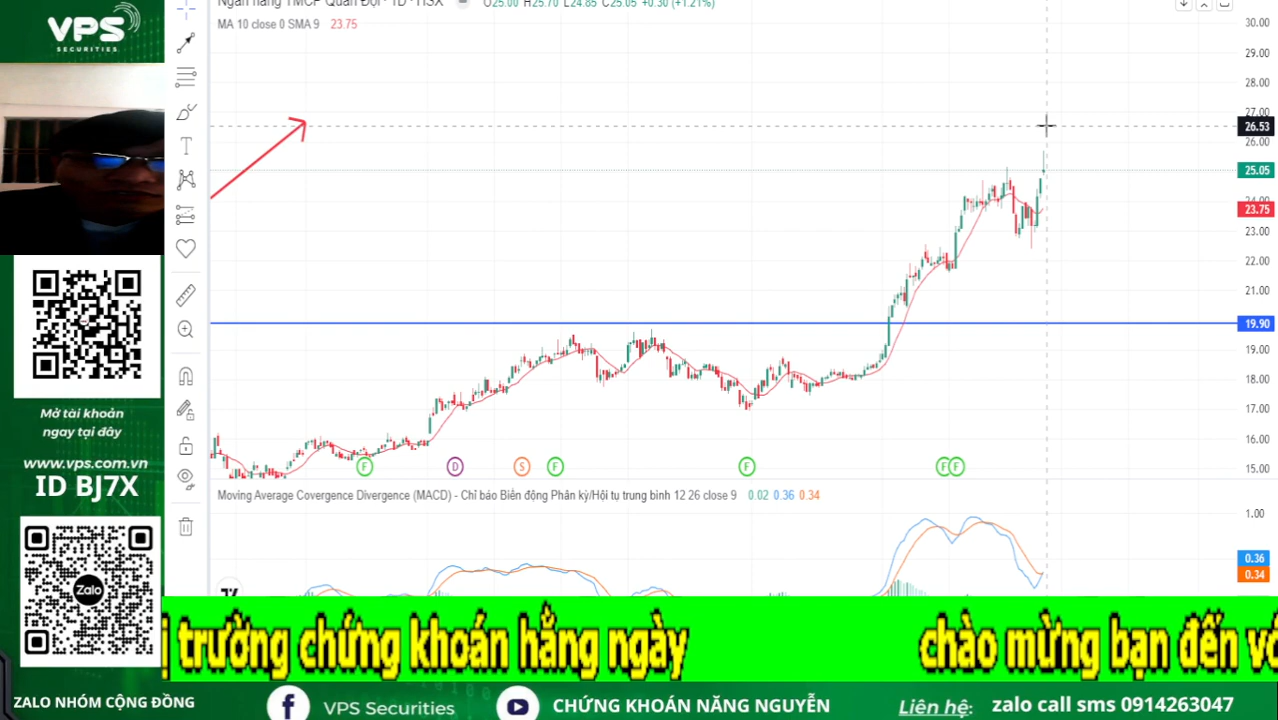 VPS
SECURITIES
Mở tài khoản
ngay tại đây
www.vps.com.vn
ID BJ7X
Zalo
ZALO NHÓM CỘNG ĐỒNG
Ngân hàng TMCP Quân Đội · 1D · HSX O25.00 H25.70 L24.85 C25.05 +0.30 (+1.21%)
MA 10 close 0 SMA 9 23.75
30.00
29.00
28.00
27.00
26.53
26.00
25.05
24.00
23.75
23.00
22.00
21.00
19.90
19.00
18.00
17.00
16.00
15.00
F D S F F F F
Moving Average Covergence Divergence (MACD) - Chỉ báo Biến động Phân kỳ/Hội tụ trung bình 12 26 close 9 0.02 0.36 0.34
1.00
0.36
0.34
ị trường chứng khoán hằng ngày chào mừng bạn đến vớ
VPS Securities
CHỨNG KHOÁN NĂNG NGUYỄN
Liên hệ: zalo call sms 0914263047